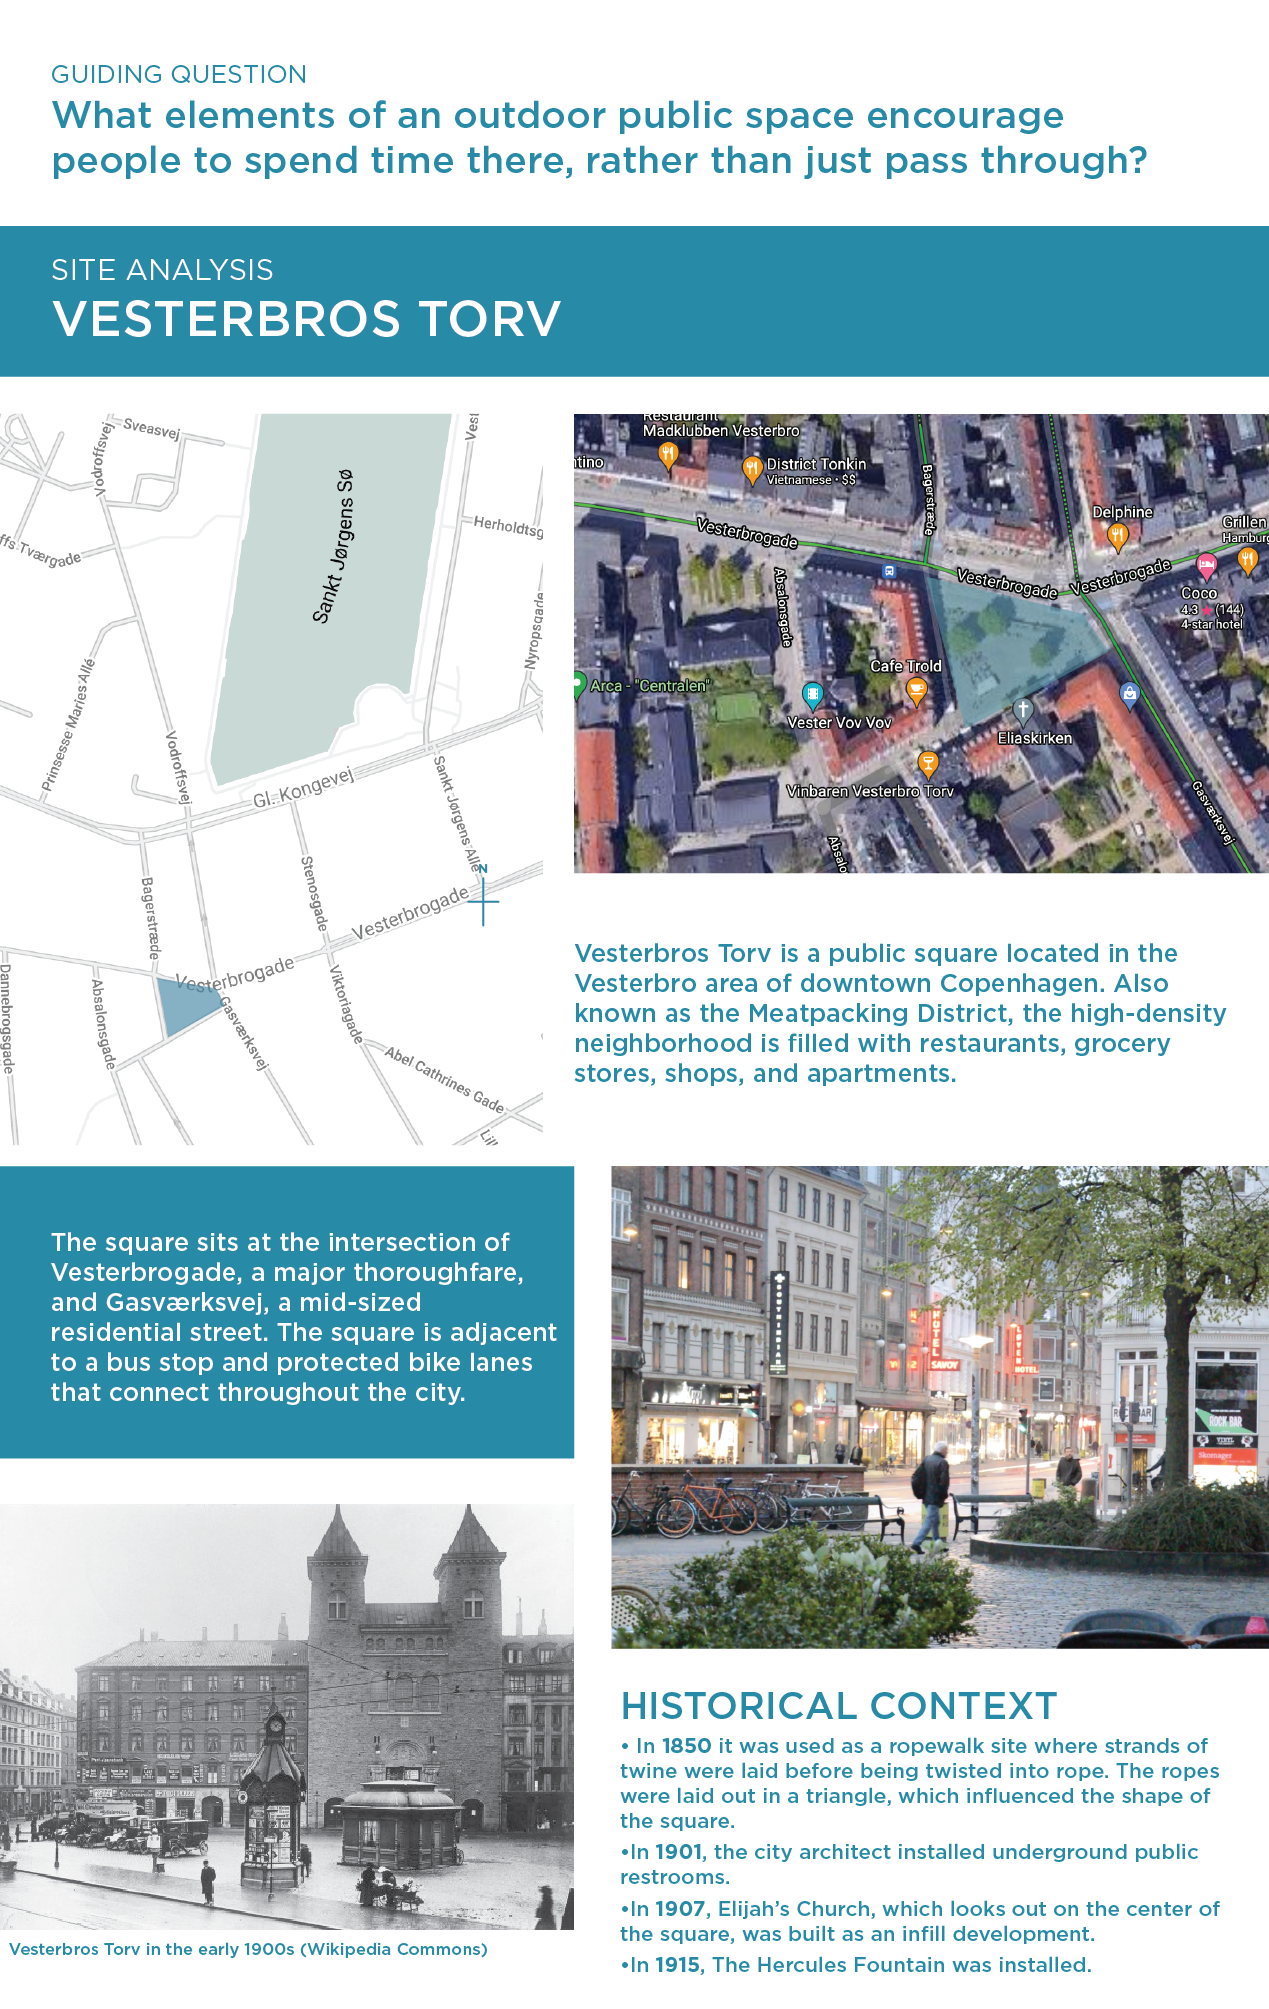 GUIDING QUESTION
What elements of an outdoor public space encourage
people to spend time there, rather than just pass through?
SITE ANALYSIS
VESTERBROS TORV
Sveasvej
Vodroffsvej
Sankt Jørgens Sø
Herholdtsg
ffs Tværgade
Nyropsgade
Prinsesse Maries Allé
Vodroffsvej
Gl. Kongevej
Sankt Jørgens Allé
N
Stenosgade
Bagerstræde
Vesterbrogade
Vesterbrogade
Dannebrogsgade
Absalonsgade
Gasværksvej
Viktoriagade
Abel Cathrines Gade
Restaurant
Madklubben Vesterbro
ntino
District Tonkin
Vietnamese · $$
Bagerstræde
Delphine
Grillen
Hamburg
Vesterbrogade
Vesterbrogade
Vesterbrogade
Coco
4.3 ★ (144)
4-star hotel
Absalonsgade
Cafe Trold
Arca - "Centralen"
Vester Vov Vov
Eliaskirken
Vinbaren Vesterbro Torv
Gasværksvej
Absalo
Vesterbros Torv is a public square located in the
Vesterbro area of downtown Copenhagen. Also
known as the Meatpacking District, the high-density
neighborhood is filled with restaurants, grocery
stores, shops, and apartments.
The square sits at the intersection of
Vesterbrogade, a major thoroughfare,
and Gasværksvej, a mid-sized
residential street. The square is adjacent
to a bus stop and protected bike lanes
that connect throughout the city.
SOUTH INDIAN
HOTEL
SAVOY
LØVEN
HOTEL
ROCK-BAR
VINYL
Skomager
HISTORICAL CONTEXT
• In 1850 it was used as a ropewalk site where strands of
twine were laid before being twisted into rope. The ropes
were laid out in a triangle, which influenced the shape of
the square.
•In 1901, the city architect installed underground public
restrooms.
•In 1907, Elijah's Church, which looks out on the center of
the square, was built as an infill development.
•In 1915, The Hercules Fountain was installed.
Vesterbros Torv in the early 1900s (Wikipedia Commons)